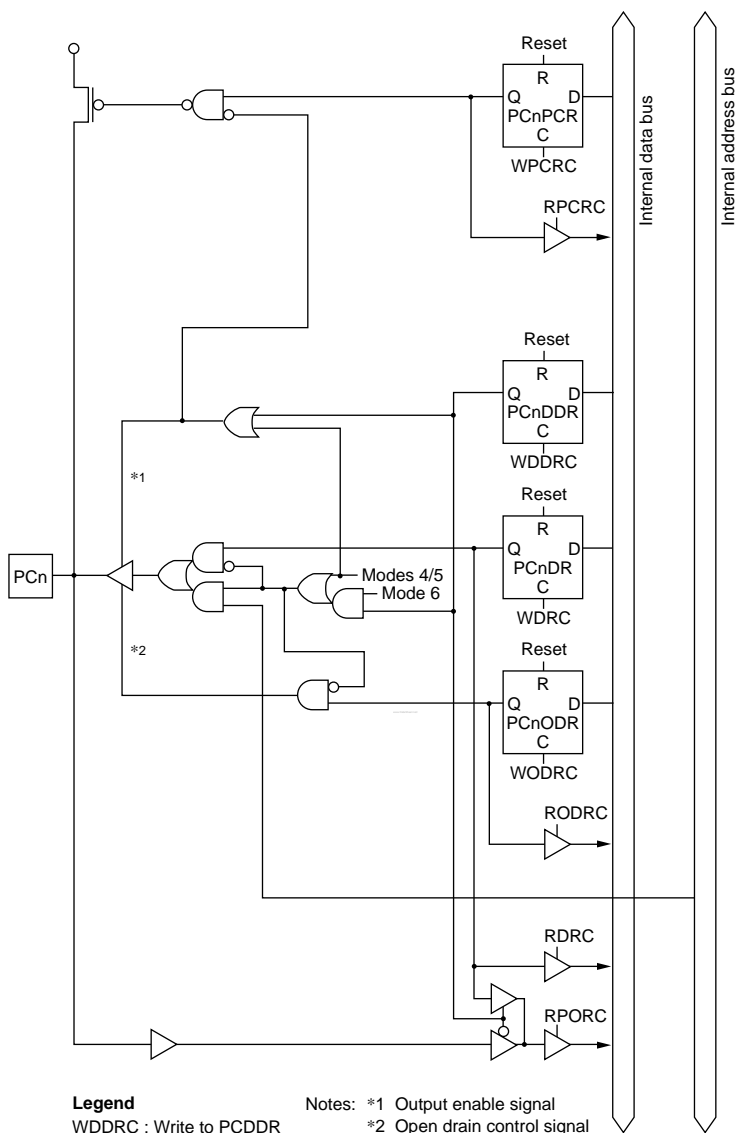 Reset
R
Q D
PCnPCR
C
WPCRC
RPCRC
Internal data bus
Internal address bus
Reset
R
Q D
PCnDDR
C
WDDRC
*1
Reset
R
Q D
PCnDR
C
WDRC
PCn
Modes 4/5
Mode 6
*2
Reset
R
Q D
PCnODR
C
WODRC
RODRC
RDRC
RPORC
Legend
WDDRC : Write to PCDDR
Notes: *1 Output enable signal
*2 Open drain control signal